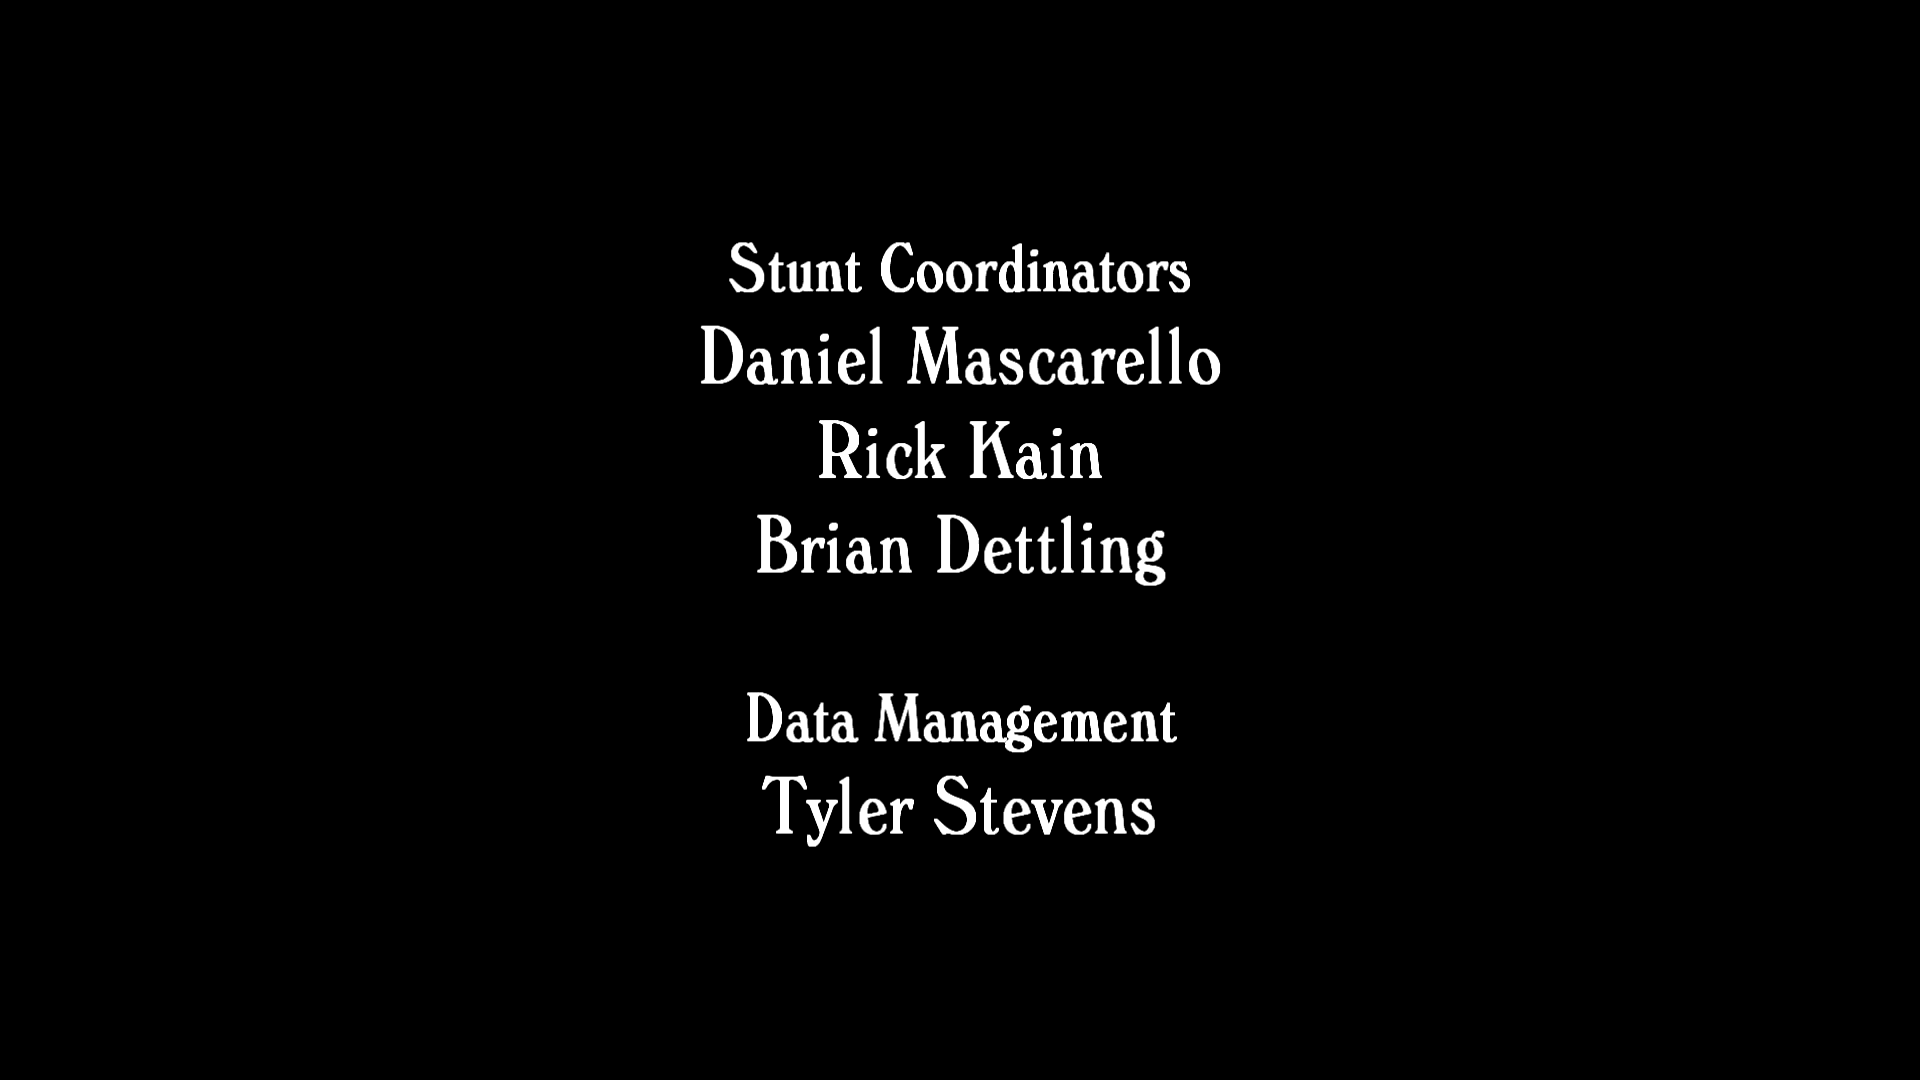 Stunt Coordinators
Daniel Mascarello
Rick Kain
Brian Dettling
Data Management
Tyler Stevens